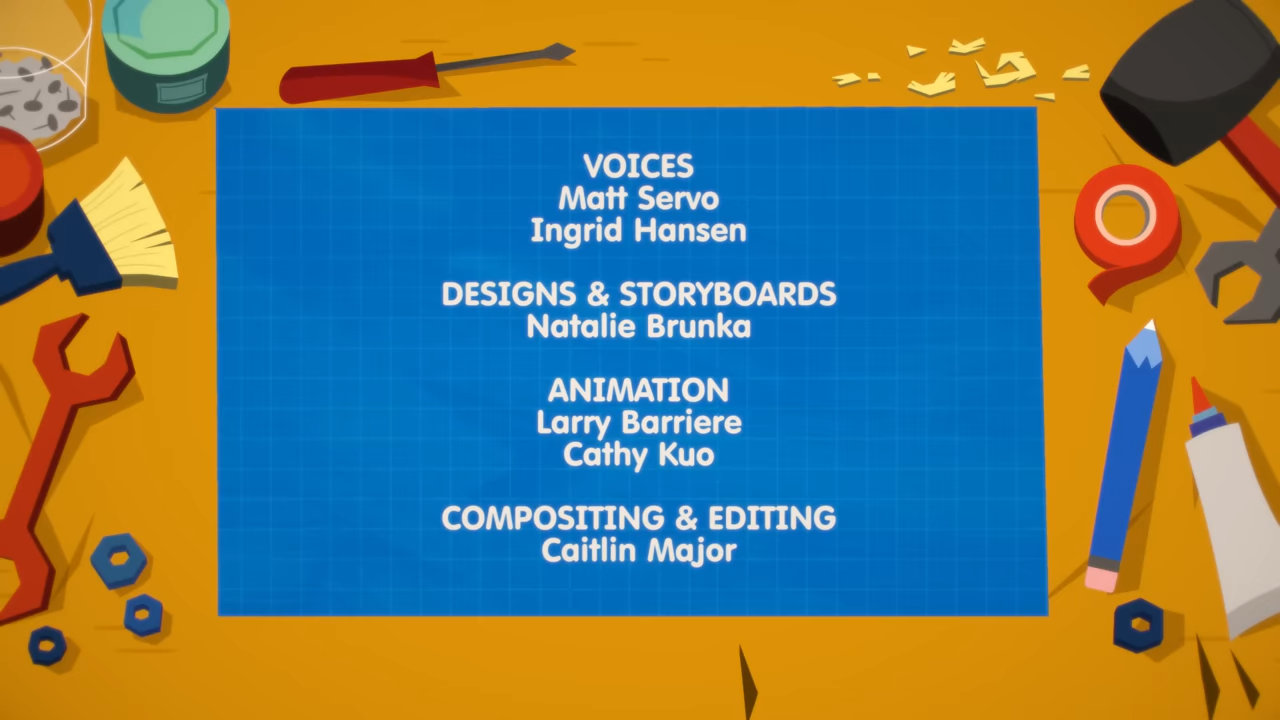 VOICES
Matt Servo
Ingrid Hansen
DESIGNS & STORYBOARDS
Natalie Brunka
ANIMATION
Larry Barriere
Cathy Kuo
COMPOSITING & EDITING
Caitlin Major